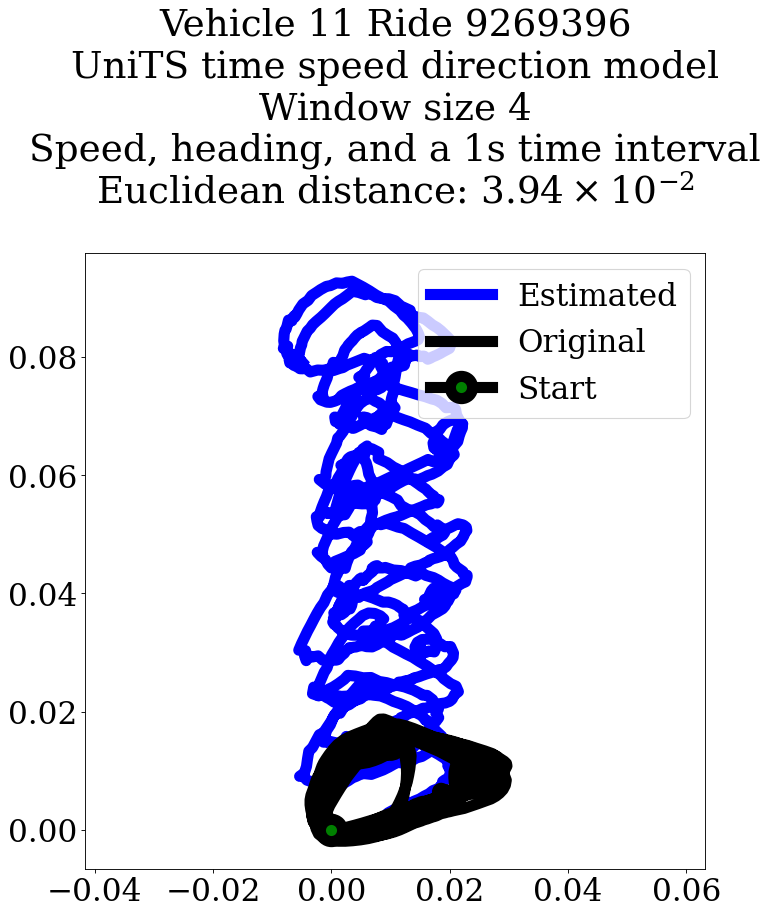 Vehicle 11 Ride 9269396
UniTS time speed direction model
Window size 4
Speed, heading, and a 1s time interval
Euclidean distance: 3.94 × 10⁻²
Estimated
Original
Start
0.08
0.06
0.04
0.02
0.00
−0.04 −0.02 0.00 0.02 0.04 0.06